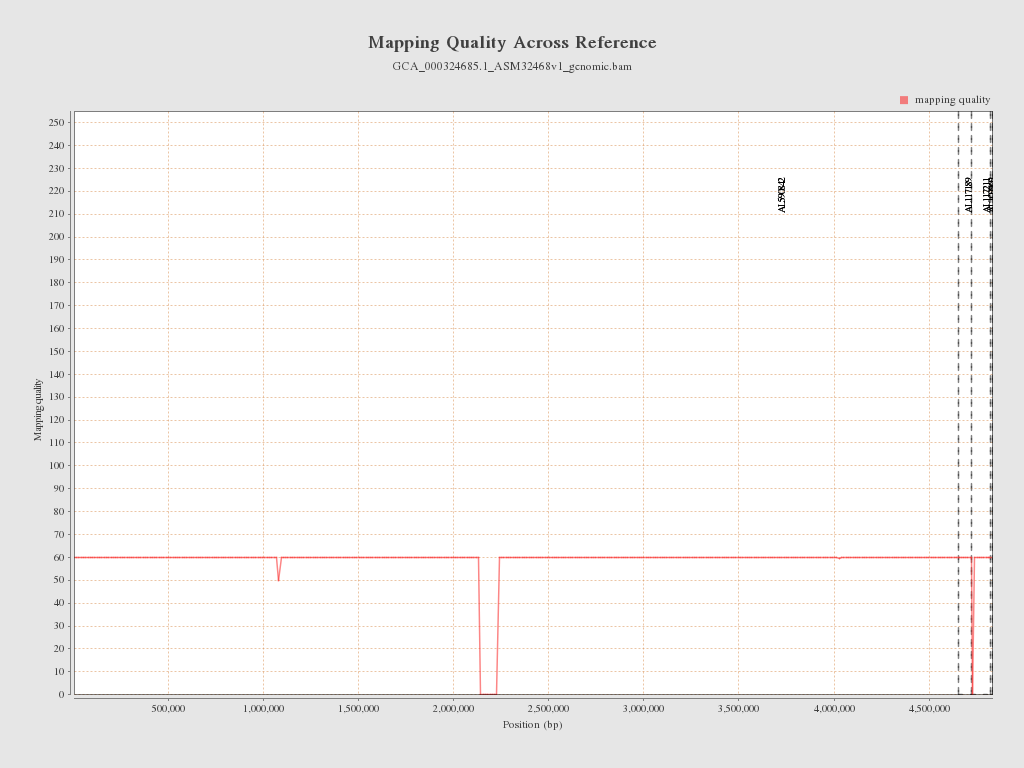 Mapping Quality Across Reference
GCA_000324685.1_ASM32468v1_genomic.bam
mapping quality
250
240
230
220
210
200
190
180
170
160
150
140
130
120
110
100
90
80
70
60
50
40
30
20
10
0
Mapping quality
AL590842
AL117189
AL117211
500,000 1,000,000 1,500,000 2,000,000 2,500,000 3,000,000 3,500,000 4,000,000 4,500,000
Position (bp)